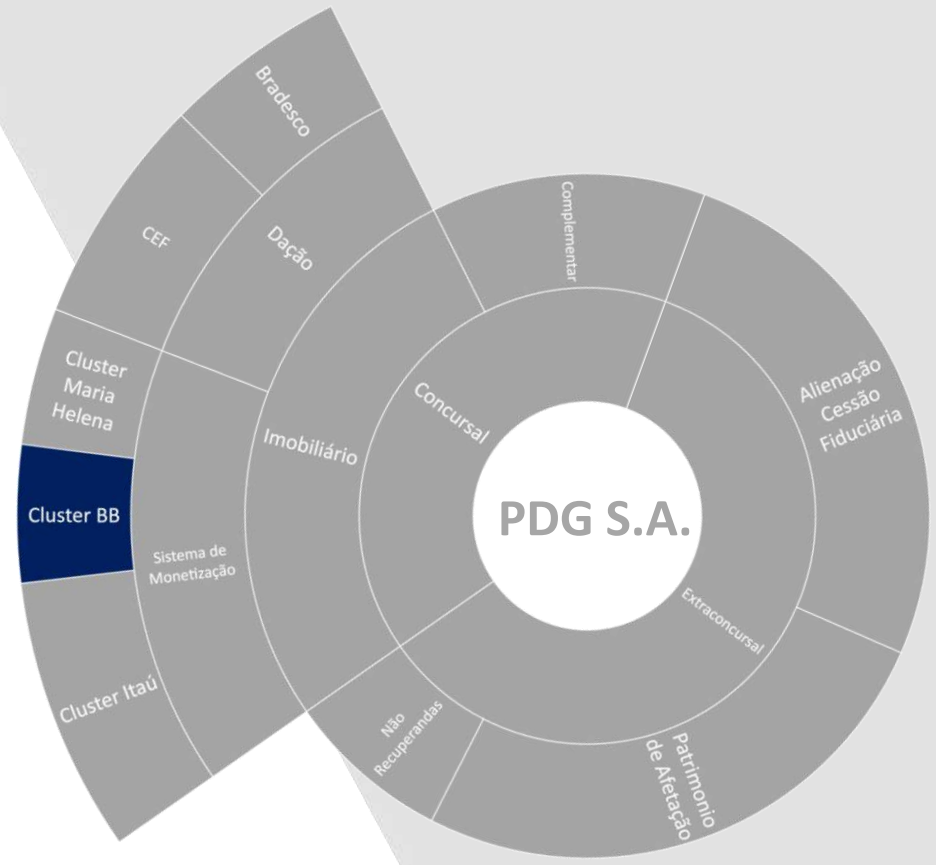 Bradesco
CEF
Dação
Complementar
Alienação
Cessão
Fiduciária
Cluster
Maria
Helena
Concursal
Imobiliário
Cluster BB
PDG S.A.
Sistema de
Monetização
Extraconcursal
Cluster Itaú
Não
Recuperandas
Patrimonio
de Afetação